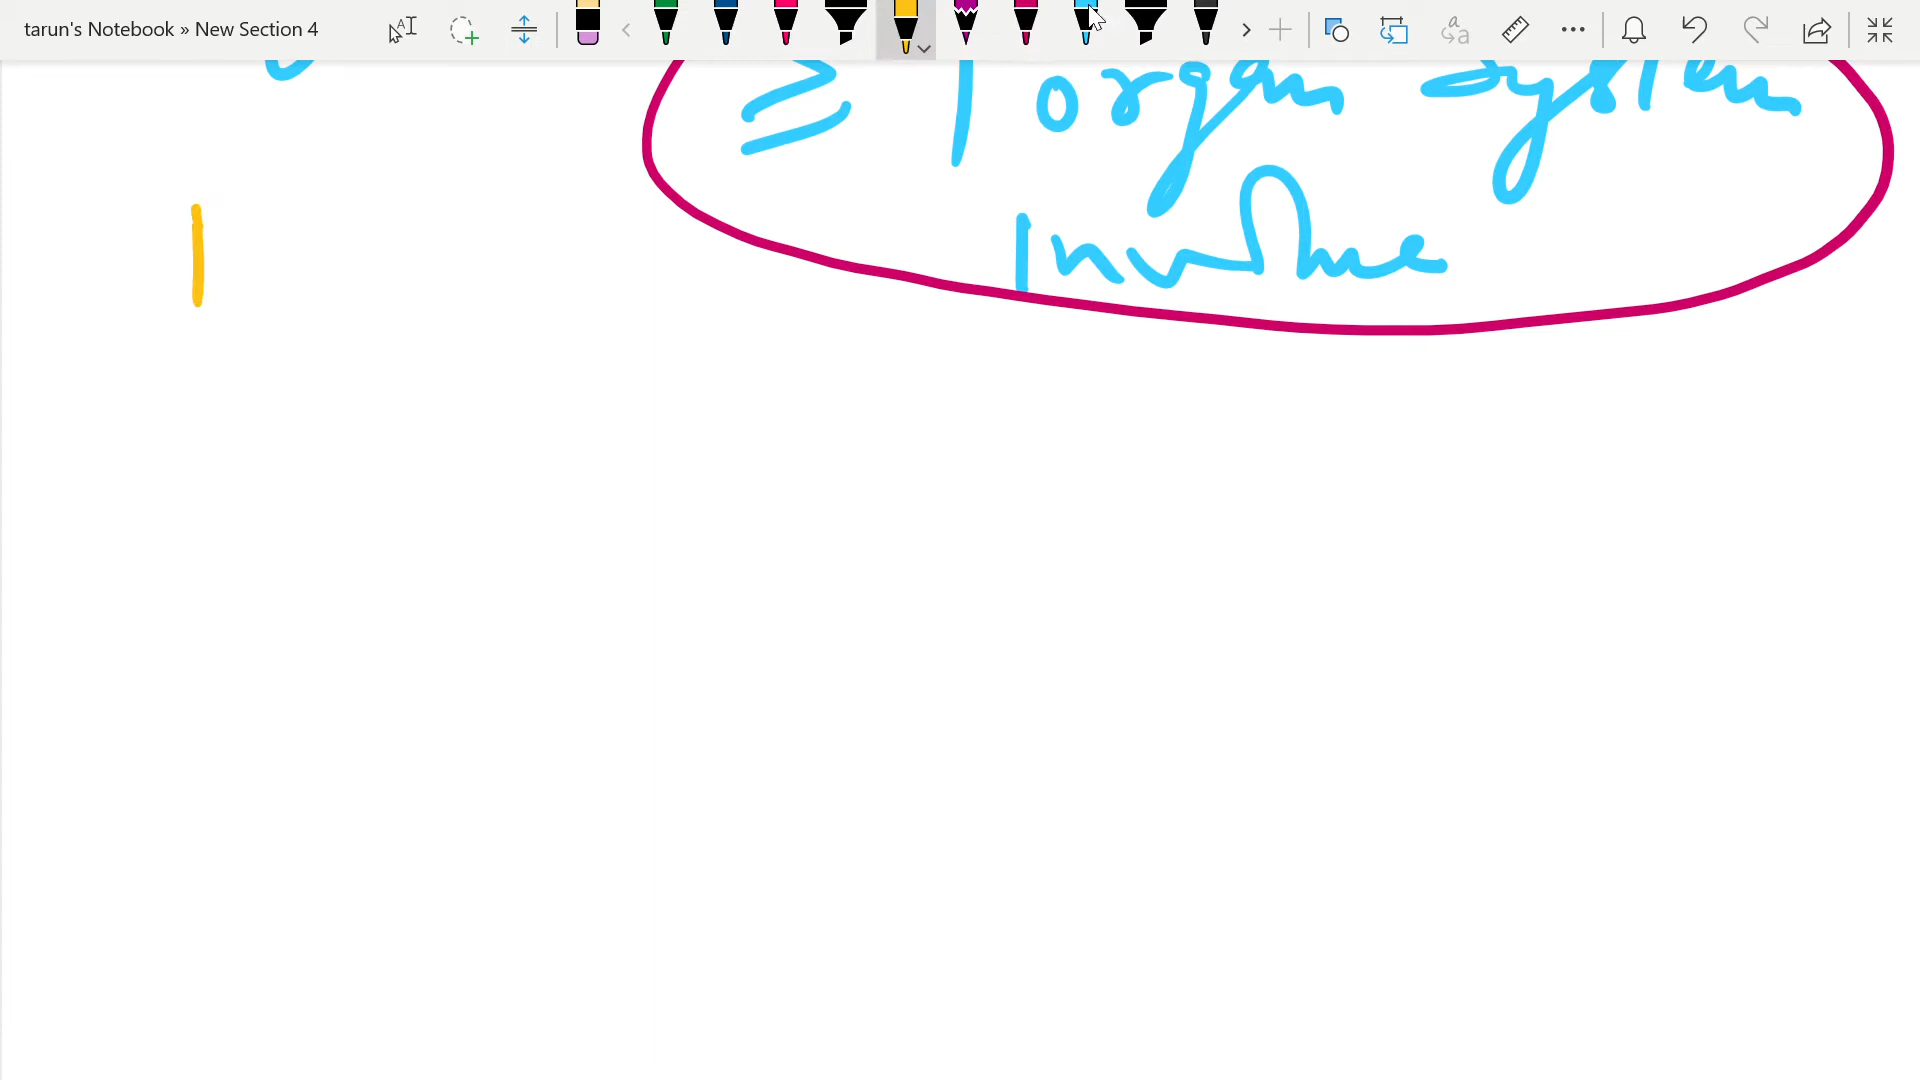 tarun's Notebook » New Section 4
≥ 1 organ system
Involve